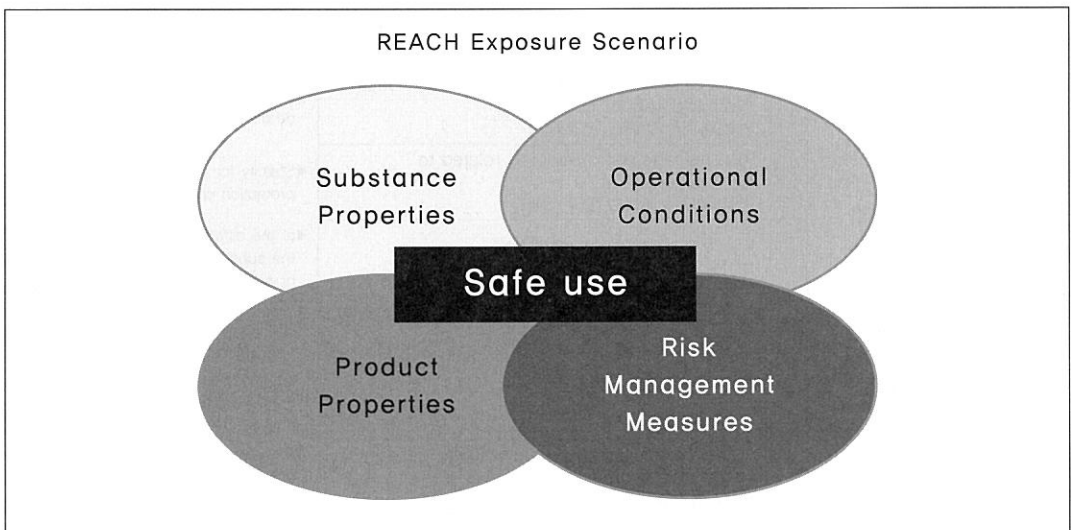 REACH Exposure Scenario
Substance
Properties
Operational
Conditions
Safe use
Product
Properties
Risk
Management
Measures